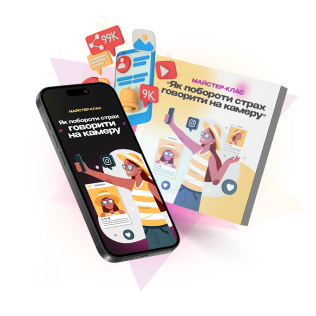 99K
9K
МАЙСТЕР-КЛАС
"Як побороти страх
говорити на камеру"
МАЙСТЕР-КЛАС
"Як побороти страх
говорити
на камеру"